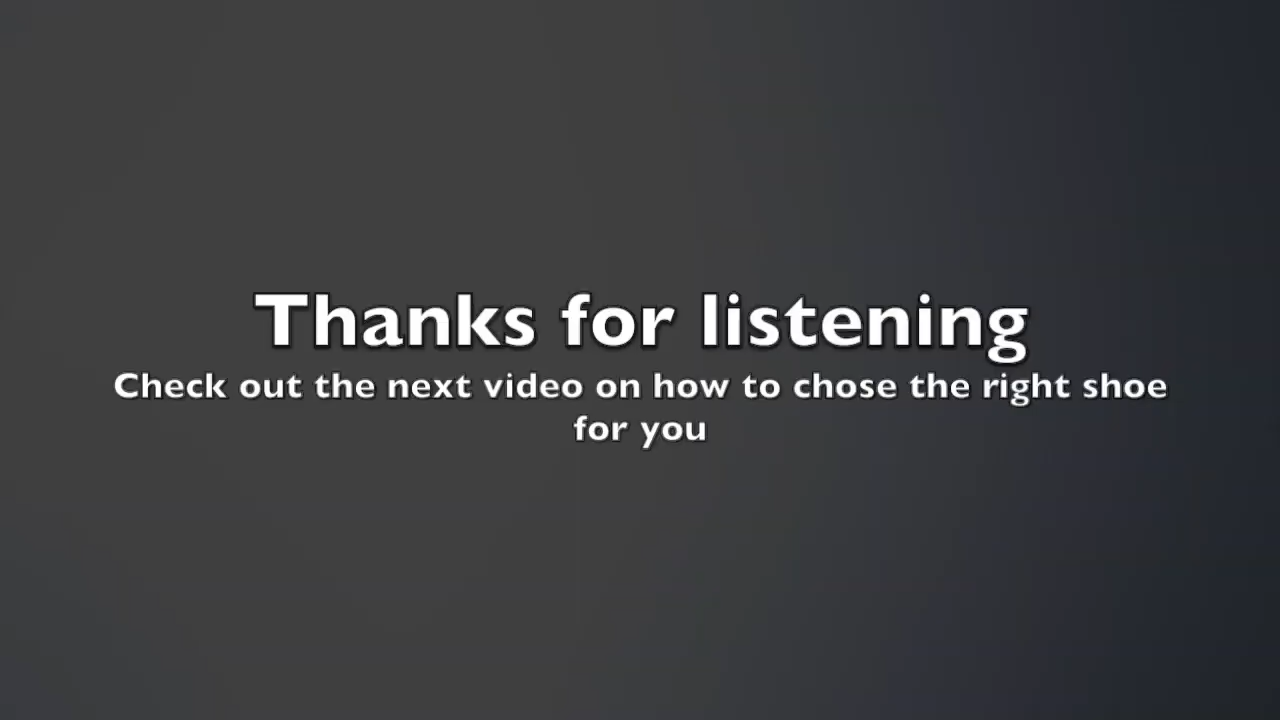 Thanks for listening
Check out the next video on how to chose the right shoe
for you